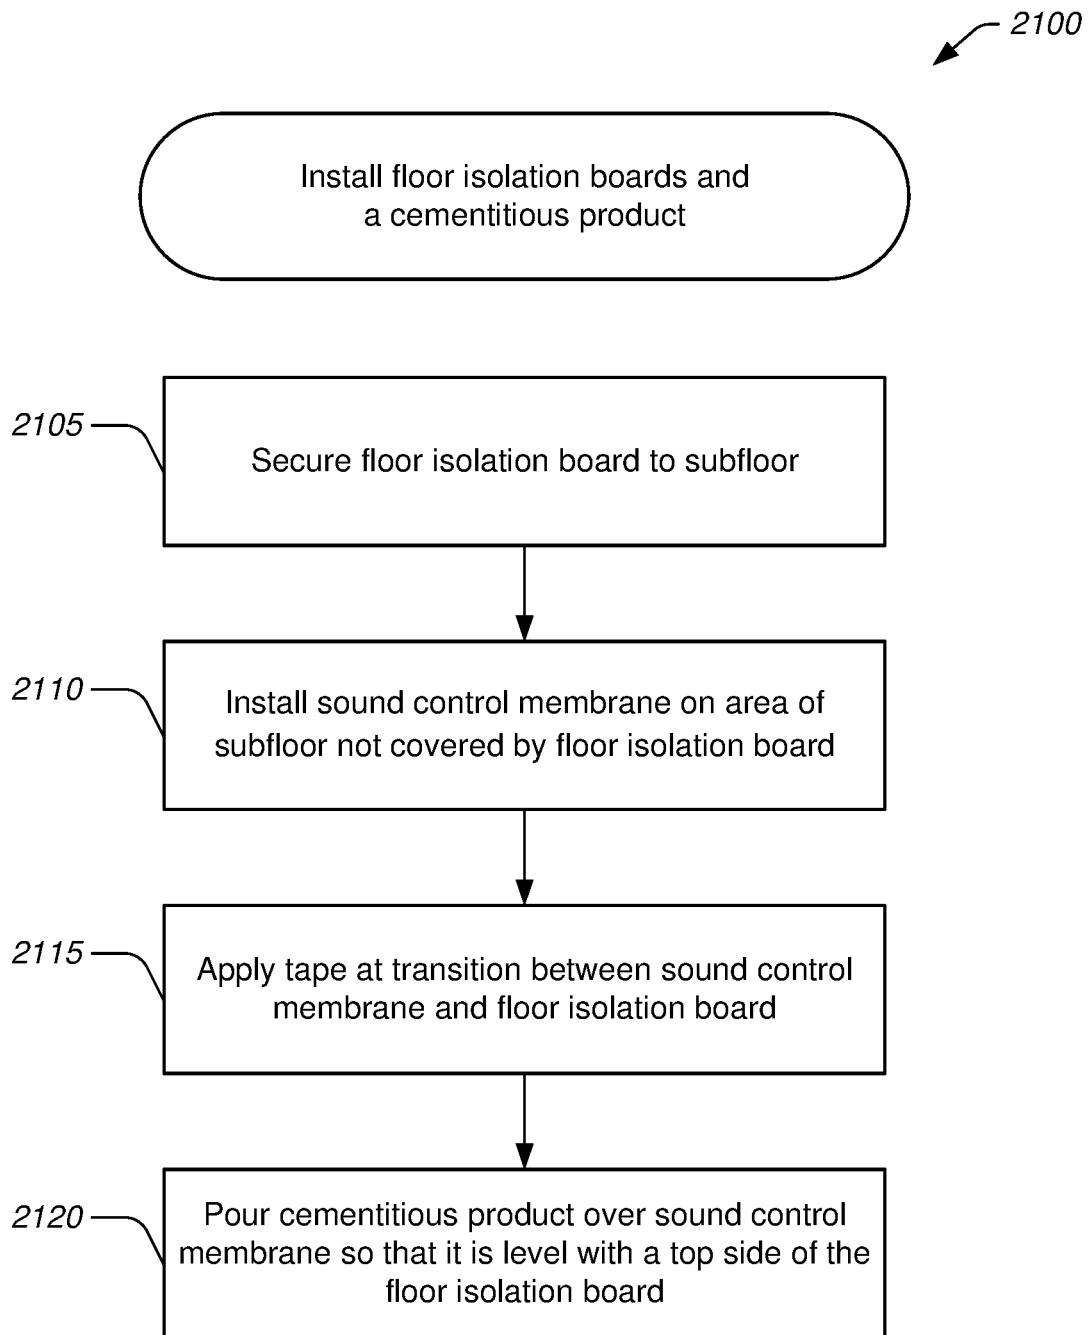 2100
Install floor isolation boards and
a cementitious product
2105
Secure floor isolation board to subfloor
2110
Install sound control membrane on area of
subfloor not covered by floor isolation board
2115
Apply tape at transition between sound control
membrane and floor isolation board
2120
Pour cementitious product over sound control
membrane so that it is level with a top side of the
floor isolation board